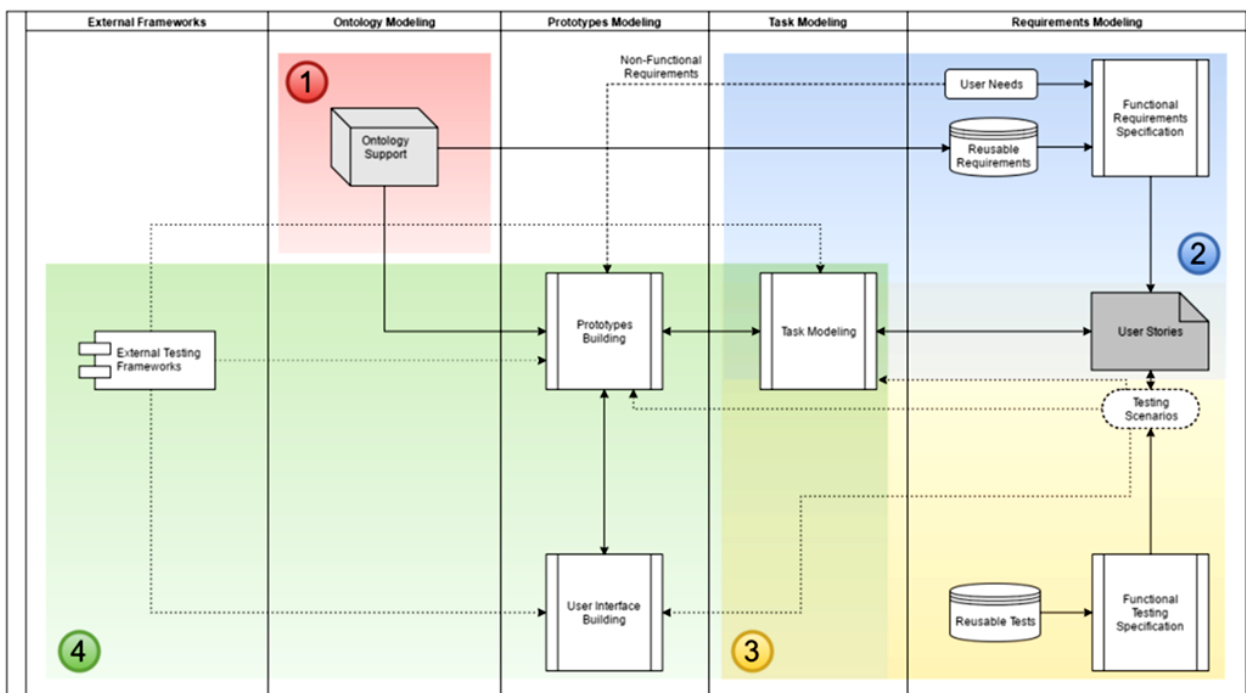 External Frameworks
Ontology Modeling
Prototypes Modeling
Task Modeling
Requirements Modeling
1
Ontology
Support
Non-Functional
Requirements
User Needs
Functional
Requirements
Specification
Reusable
Requirements
2
External Testing
Frameworks
Prototypes
Building
Task Modeling
User Stories
Testing
Scenarios
User Interface
Building
Reusable Tests
Functional
Testing
Specification
4
3